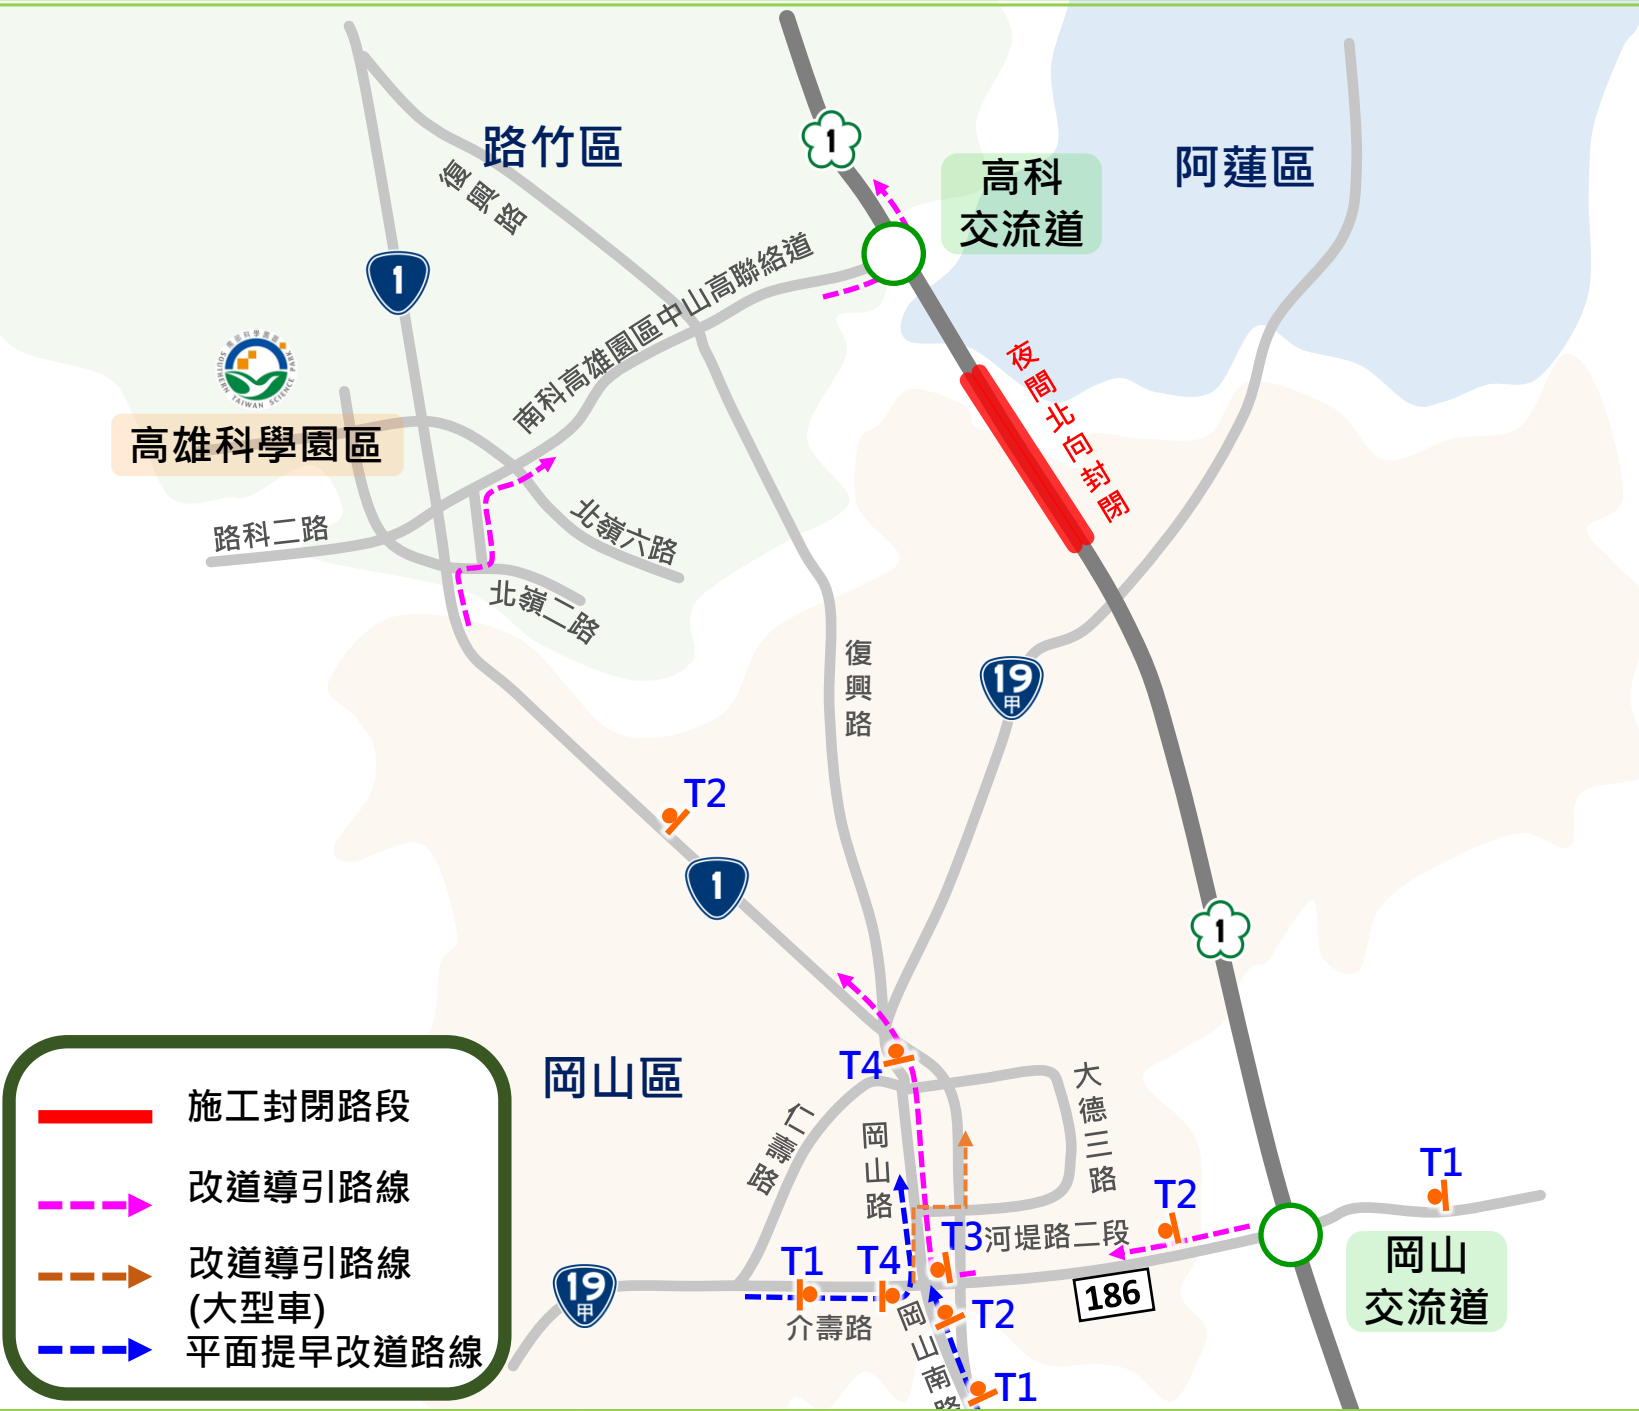 1
路竹區
高科
交流道
阿蓮區
復興路
1
南科高雄園區中山高聯絡道
夜間北向封閉
SOUTHERN TAIWAN SCIENCE PARK
高雄科學園區
路科二路
北嶺六路
北嶺二路
復興路
19
甲
T2
1
1
岡山區
T4
大德三路
仁壽路
岡山路
T1
T2
T3
河堤路二段
T1
T4
19
甲
介壽路
186
岡山
交流道
T2
岡山南路
T1
施工封閉路段
改道導引路線
改道導引路線
(大型車)
平面提早改道路線